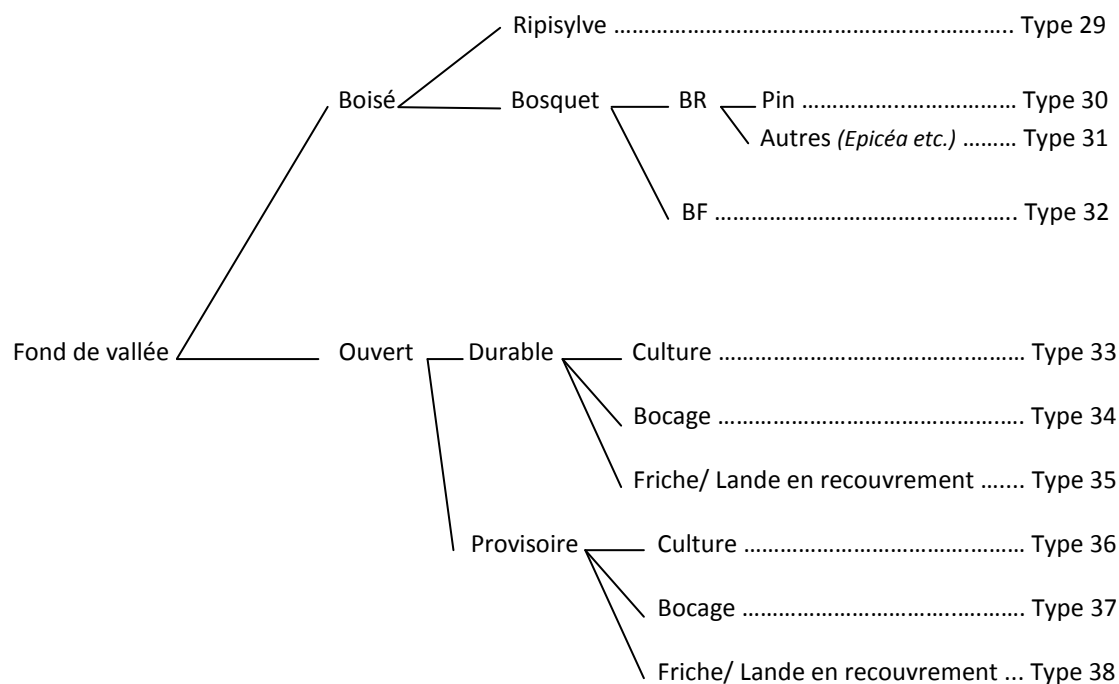 Ripisylve ……………………………………..……... Type 29
Boisé Bosquet BR Pin ………………………… Type 30
Autres (Epicéa etc.) ……… Type 31
BF …………………………......……. Type 32
Fond de vallée Ouvert Durable Culture ……………………………..……… Type 33
Bocage …………………………..………… Type 34
Friche/ Lande en recouvrement ….... Type 35
Provisoire Culture …………………………..……… Type 36
Bocage …………………………..………. Type 37
Friche/ Lande en recouvrement ... Type 38